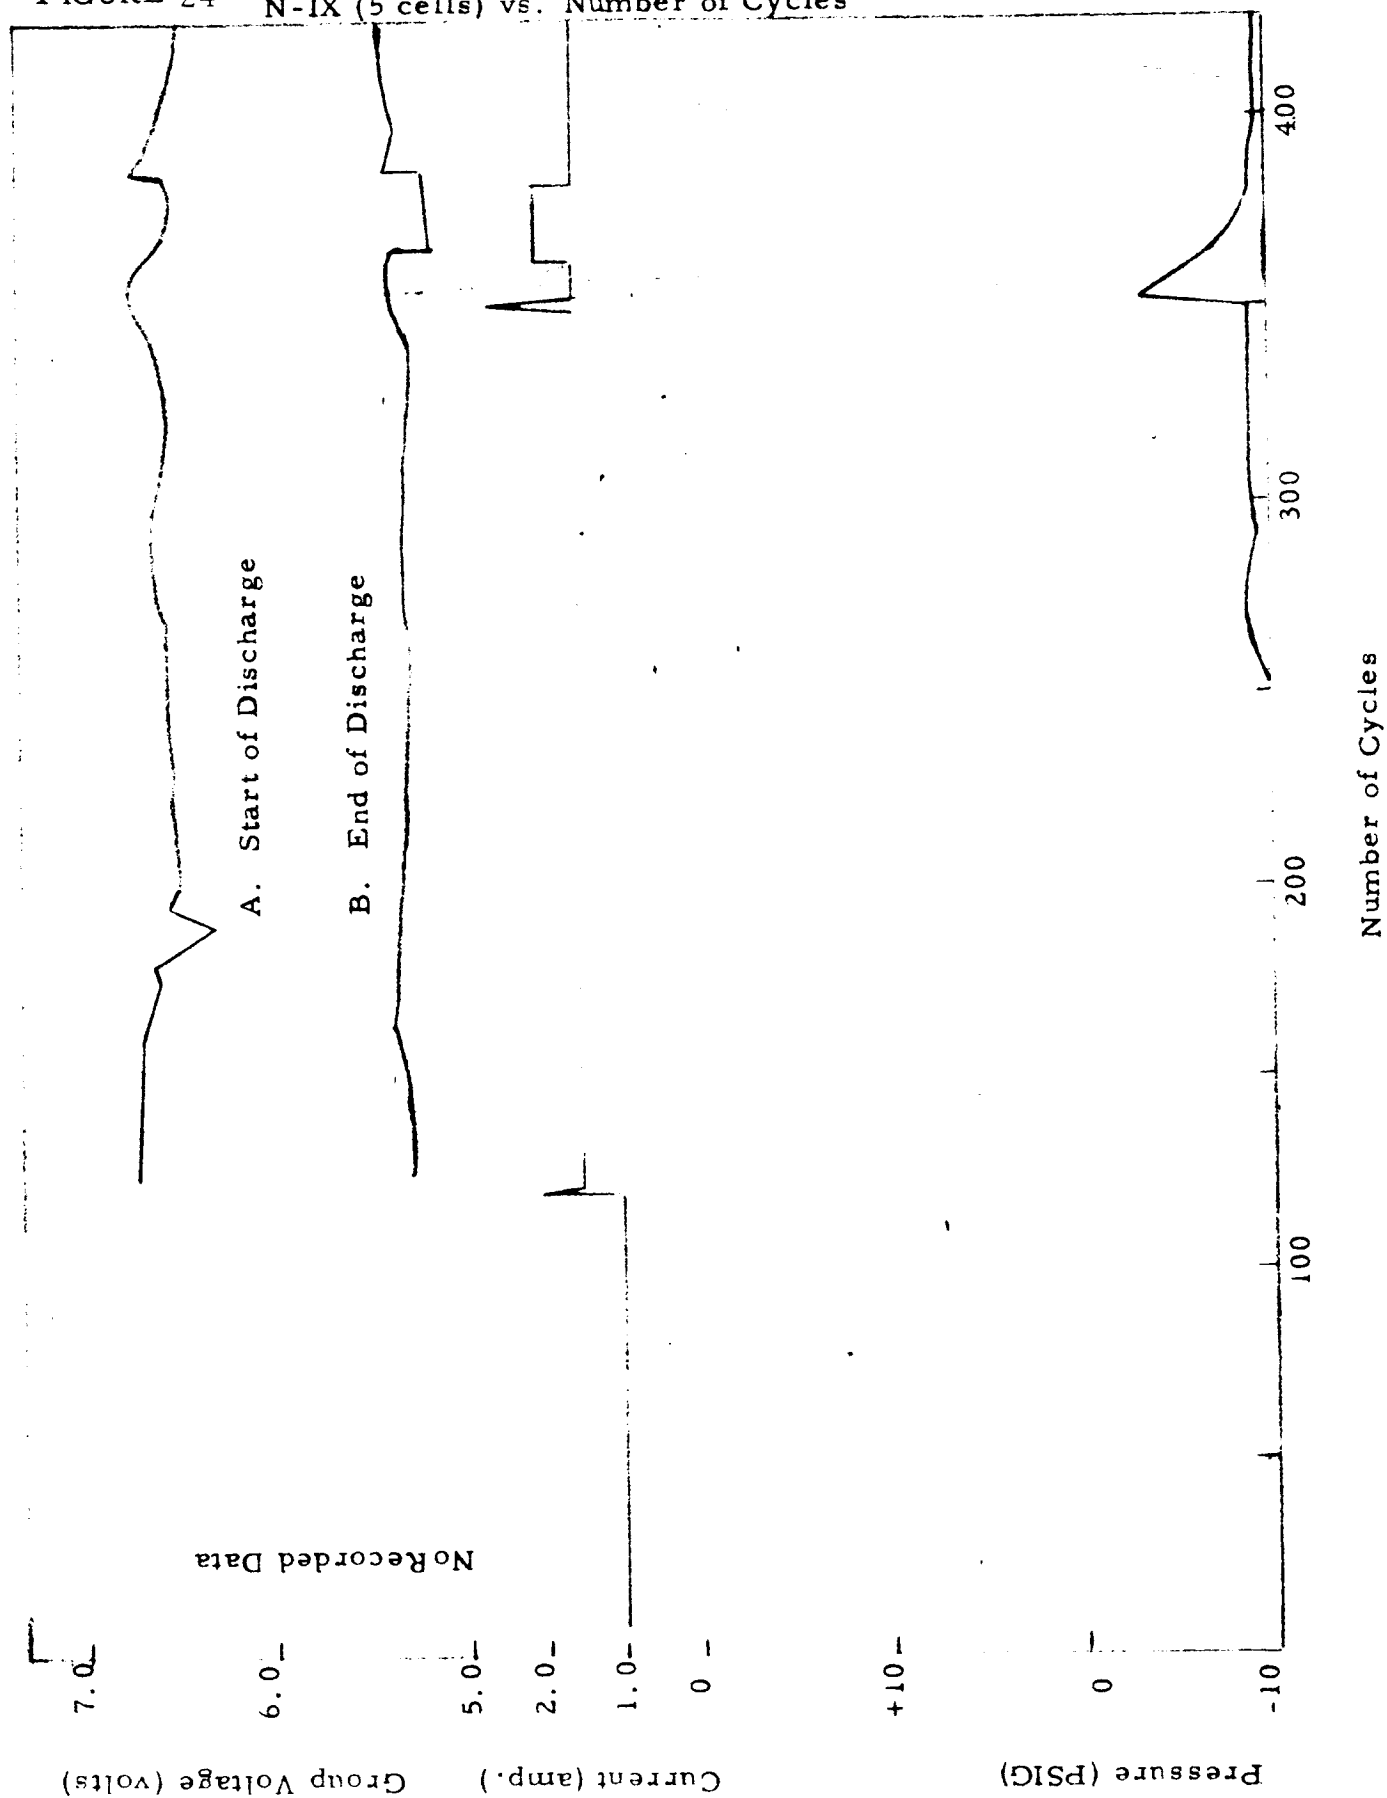 FIGURE 24 N-IX (5 cells) vs. Number of Cycles
Group Voltage (volts)
7.0
6.0
5.0
Current (amp.)
2.0
1.0
0
Pressure (PSIG)
+10
0
-10
No Recorded Data
A. Start of Discharge
B. End of Discharge
100
200
300
400
Number of Cycles